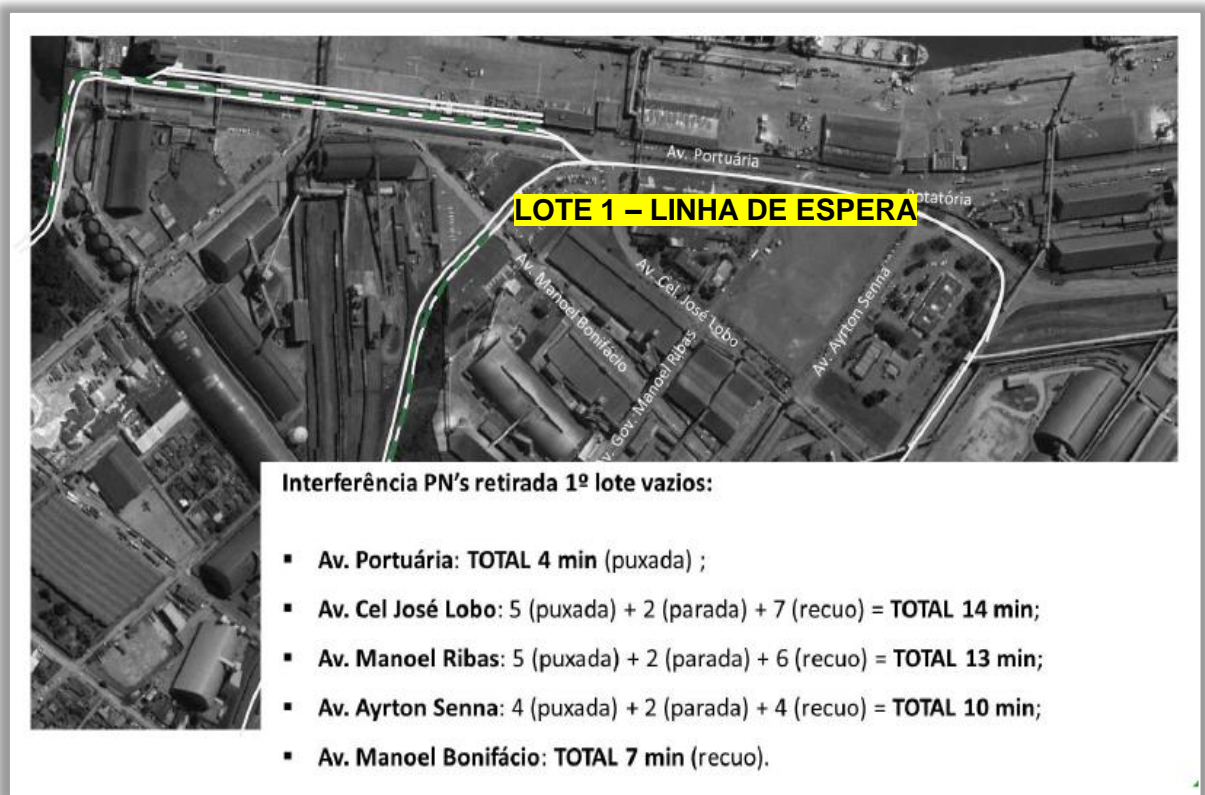 Av. Portuária
LOTE 1 – LINHA DE ESPERA
Rotatória
Av. Manoel Bonifácio
Av. Cel. José Lobo
Av. Gov. Manoel Ribas
Av. Ayrton Senna
Interferência PN's retirada 1º lote vazios:
▪ Av. Portuária: TOTAL 4 min (puxada) ;
▪ Av. Cel José Lobo: 5 (puxada) + 2 (parada) + 7 (recuo) = TOTAL 14 min;
▪ Av. Manoel Ribas: 5 (puxada) + 2 (parada) + 6 (recuo) = TOTAL 13 min;
▪ Av. Ayrton Senna: 4 (puxada) + 2 (parada) + 4 (recuo) = TOTAL 10 min;
▪ Av. Manoel Bonifácio: TOTAL 7 min (recuo).